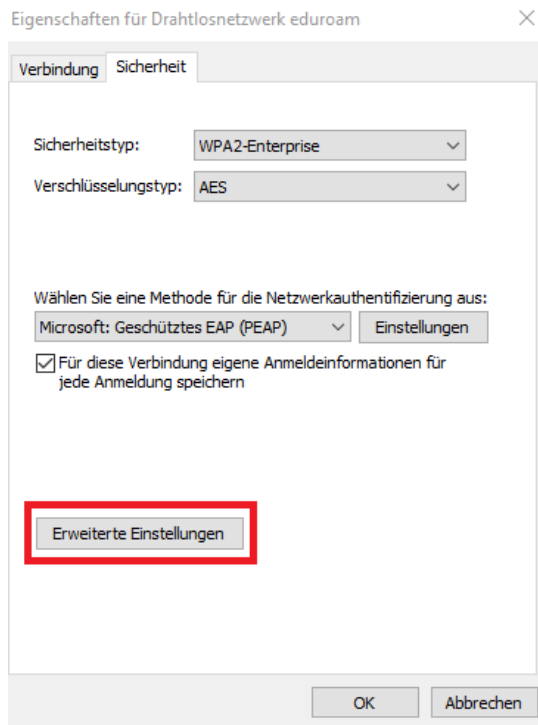 Eigenschaften für Drahtlosnetzwerk eduroam
Verbindung Sicherheit
Sicherheitstyp: WPA2-Enterprise
Verschlüsselungstyp: AES
Wählen Sie eine Methode für die Netzwerkauthentifizierung aus:
Microsoft: Geschütztes EAP (PEAP) Einstellungen
Für diese Verbindung eigene Anmeldeinformationen für
jede Anmeldung speichern
Erweiterte Einstellungen
OK Abbrechen